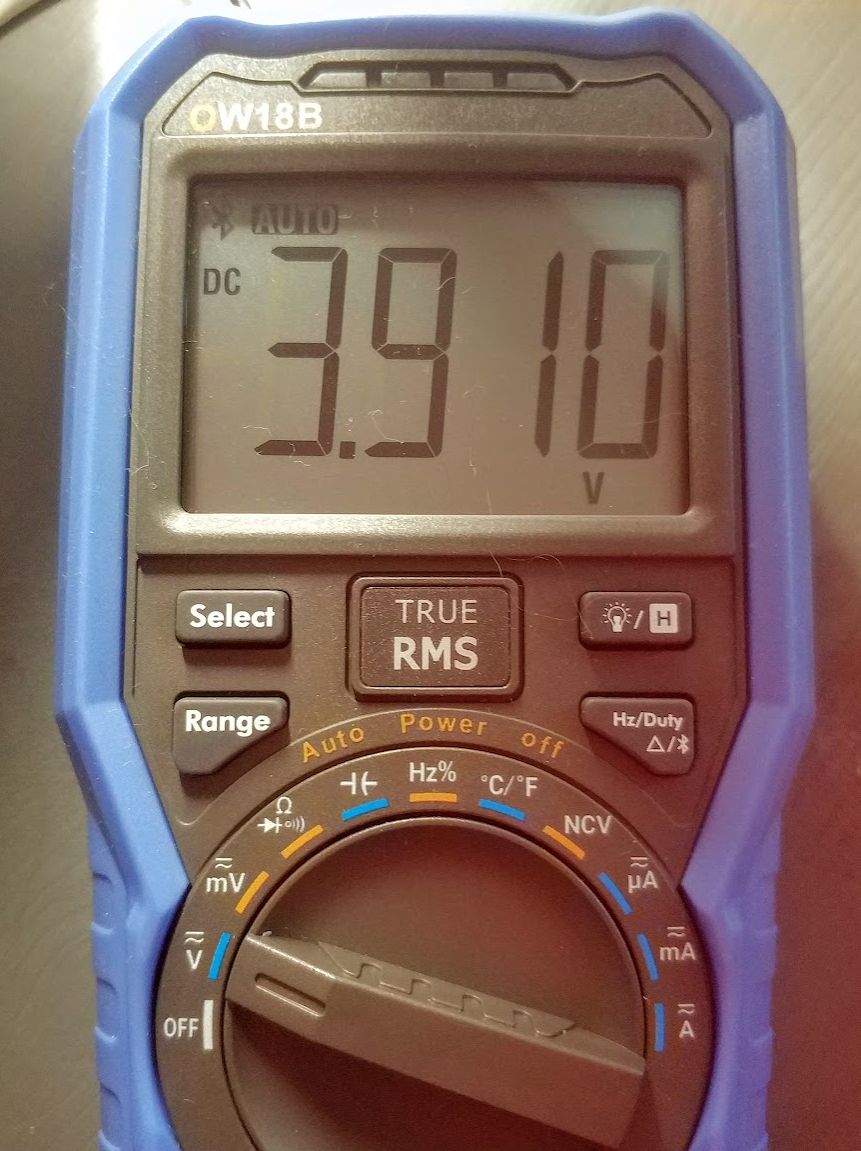 OW18B
AUTO
DC
3.910
V
Select
TRUE
RMS
/ H
Range
Hz/Duty
△/
Auto Power off
Hz%
°C/°F
Ω
NCV
mV
μA
V
mA
OFF
A